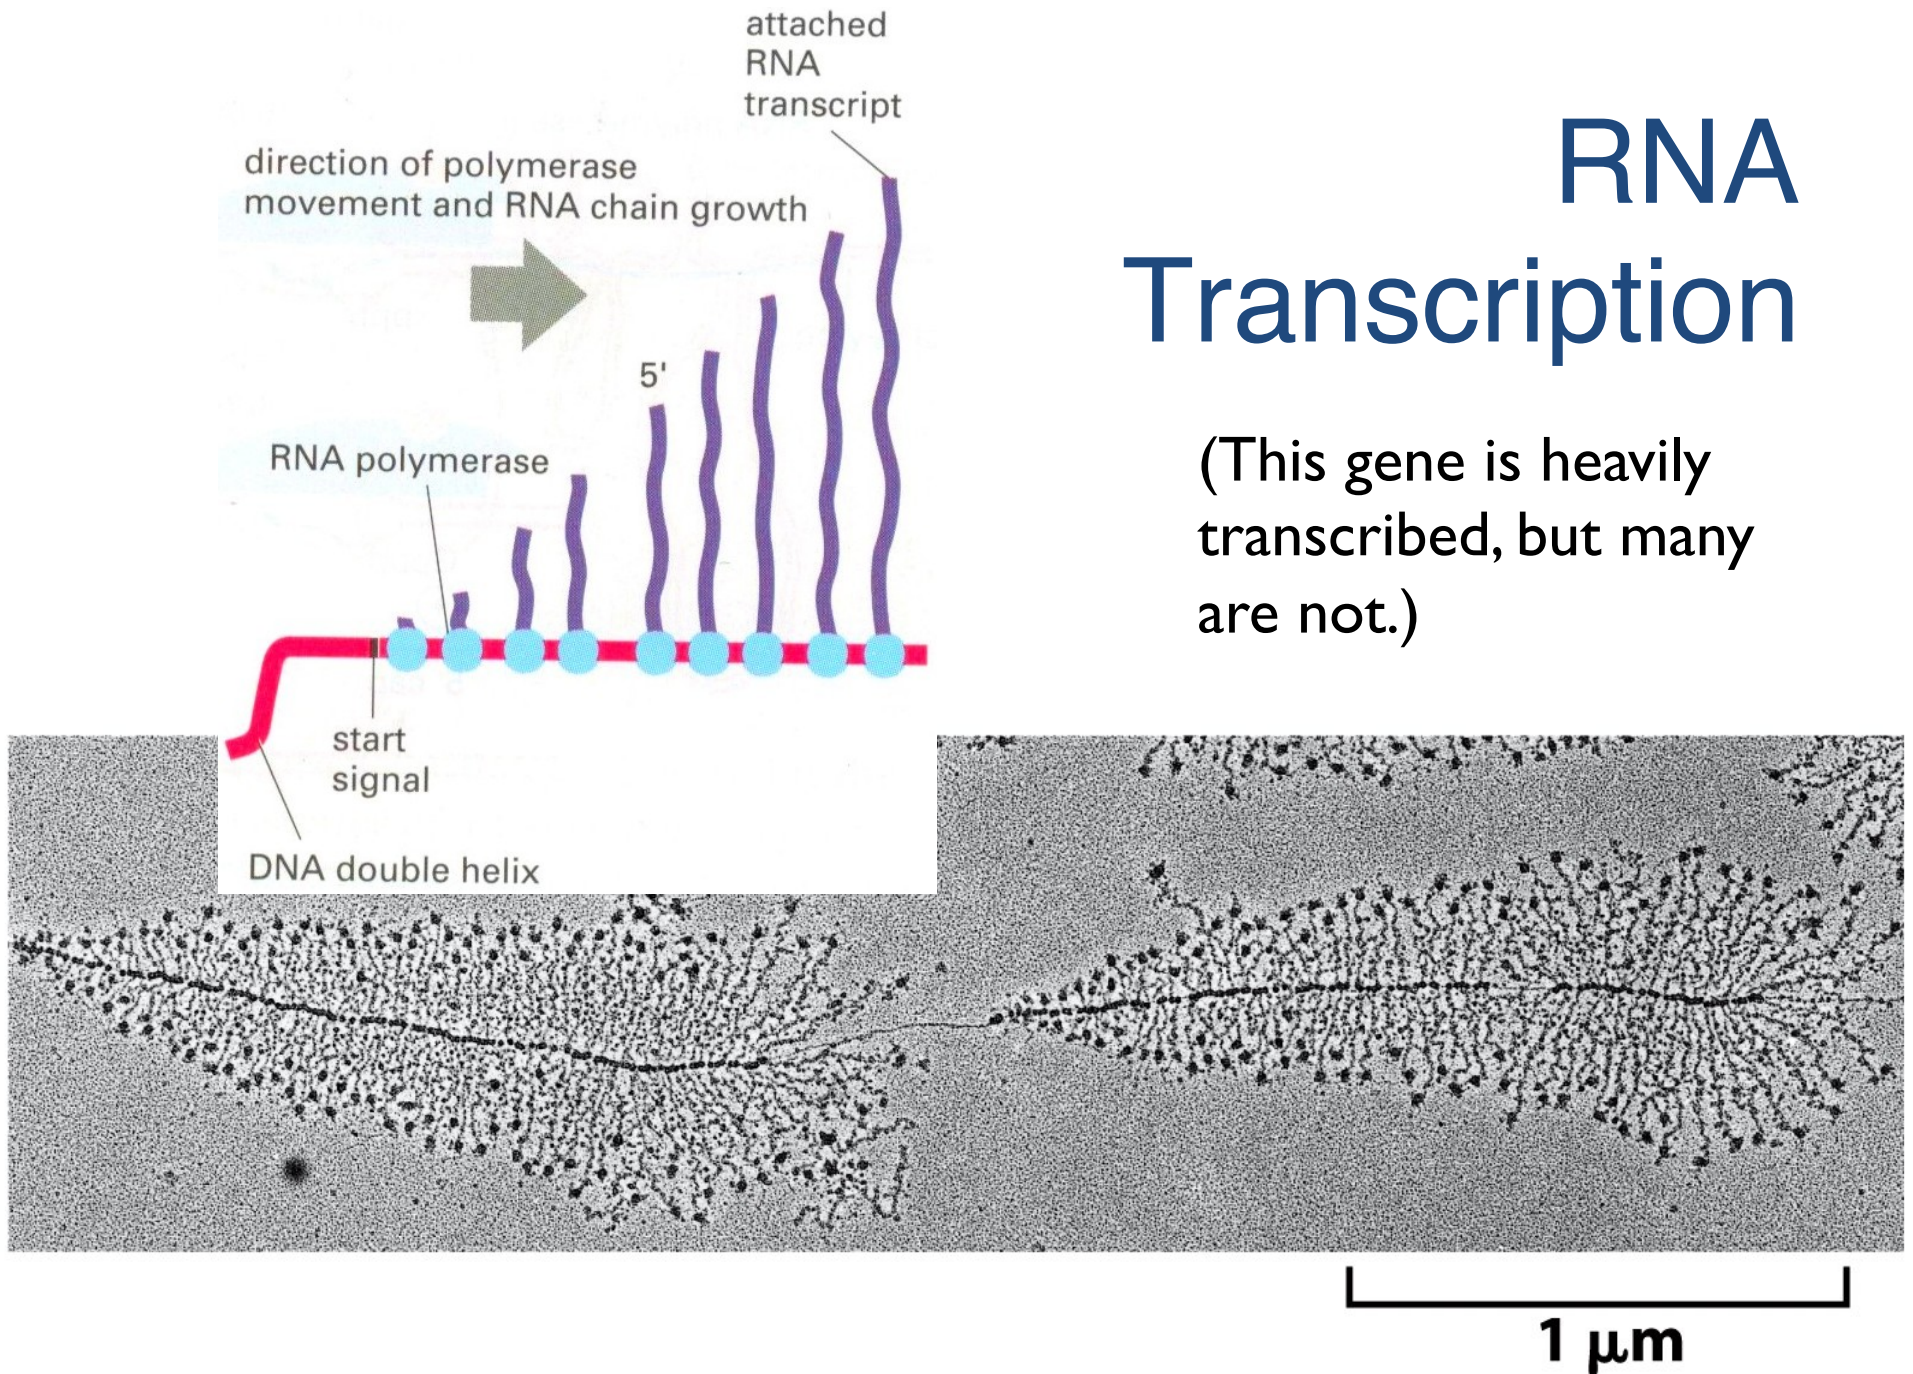 RNA
Transcription
(This gene is heavily
transcribed, but many
are not.)
attached
RNA
transcript
direction of polymerase
movement and RNA chain growth
5'
RNA polymerase
start
signal
DNA double helix
1 μm